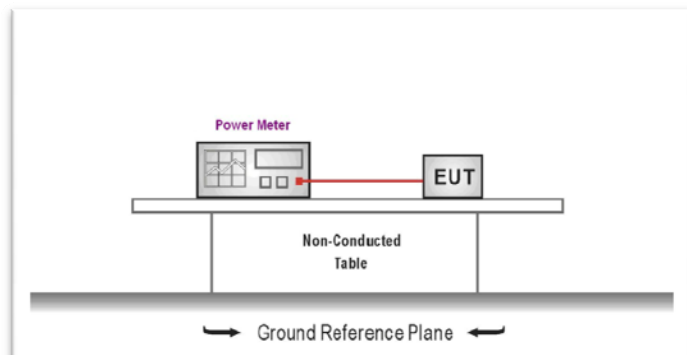 Power Meter
EUT
Non-Conducted
Table
Ground Reference Plane